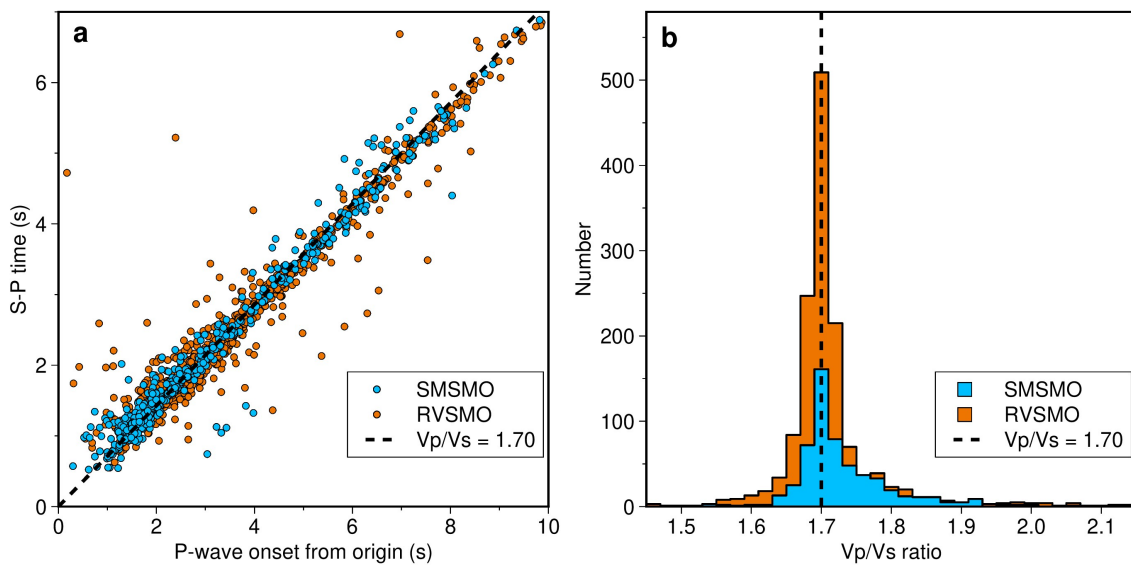 a
S-P time (s)
6
4
2
0
SMSMO
RVSMO
Vp/Vs = 1.70
0 2 4 6 8 10
P-wave onset from origin (s)
b
Number
500
400
300
200
100
0
SMSMO
RVSMO
Vp/Vs = 1.70
1.5 1.6 1.7 1.8 1.9 2.0 2.1
Vp/Vs ratio